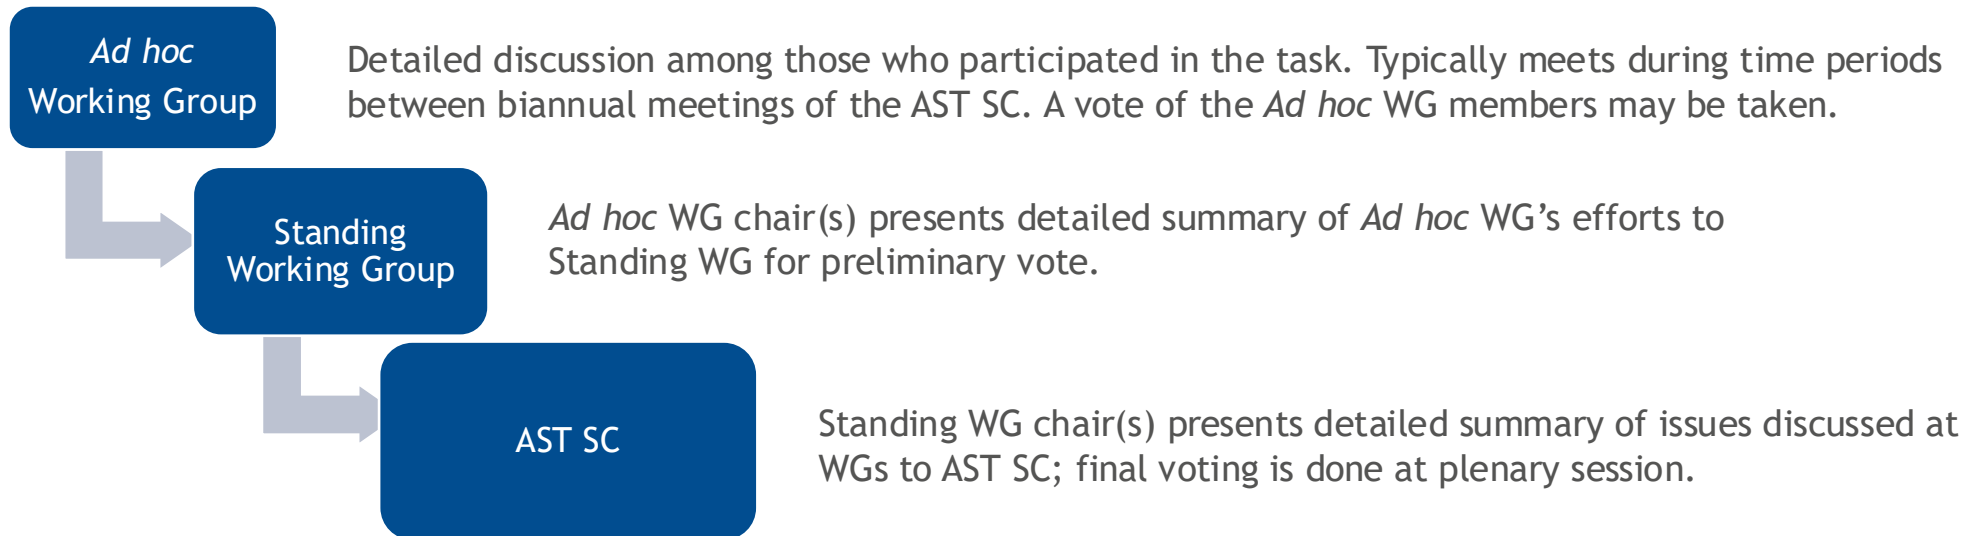 Ad hoc
Working Group
Detailed discussion among those who participated in the task. Typically meets during time periods
between biannual meetings of the AST SC. A vote of the Ad hoc WG members may be taken.
Standing
Working Group
Ad hoc WG chair(s) presents detailed summary of Ad hoc WG’s efforts to
Standing WG for preliminary vote.
AST SC
Standing WG chair(s) presents detailed summary of issues discussed at
WGs to AST SC; final voting is done at plenary session.